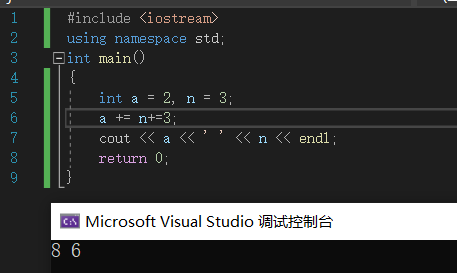 1 #include <iostream>
2 using namespace std;
3 int main()
4 {
5 int a = 2, n = 3;
6 a += n+=3;
7 cout << a << ' ' << n << endl;
8 return 0;
9 }
Microsoft Visual Studio 调试控制台
8 6